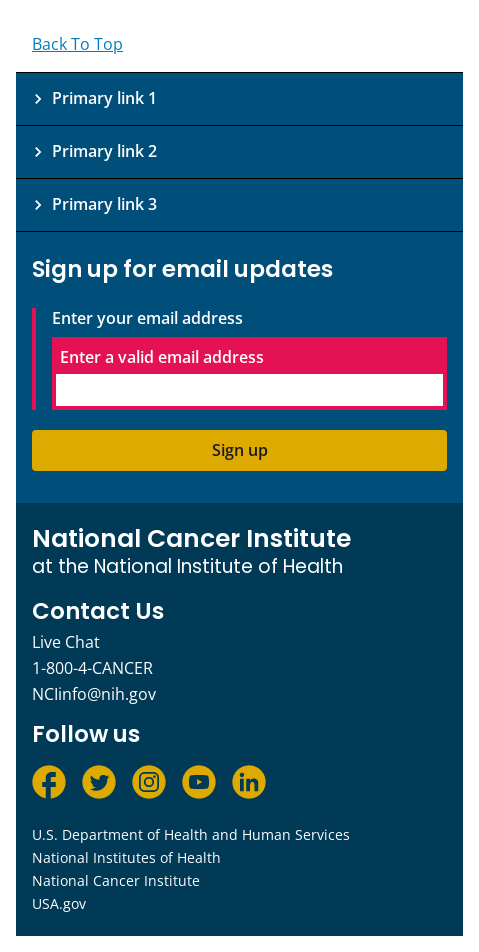 Back To Top
Primary link 1
Primary link 2
Primary link 3
Sign up for email updates
Enter your email address
Enter a valid email address
Sign up
National Cancer Institute
at the National Institute of Health
Contact Us
Live Chat
1-800-4-CANCER
NCIinfo@nih.gov
Follow us
U.S. Department of Health and Human Services
National Institutes of Health
National Cancer Institute
USA.gov